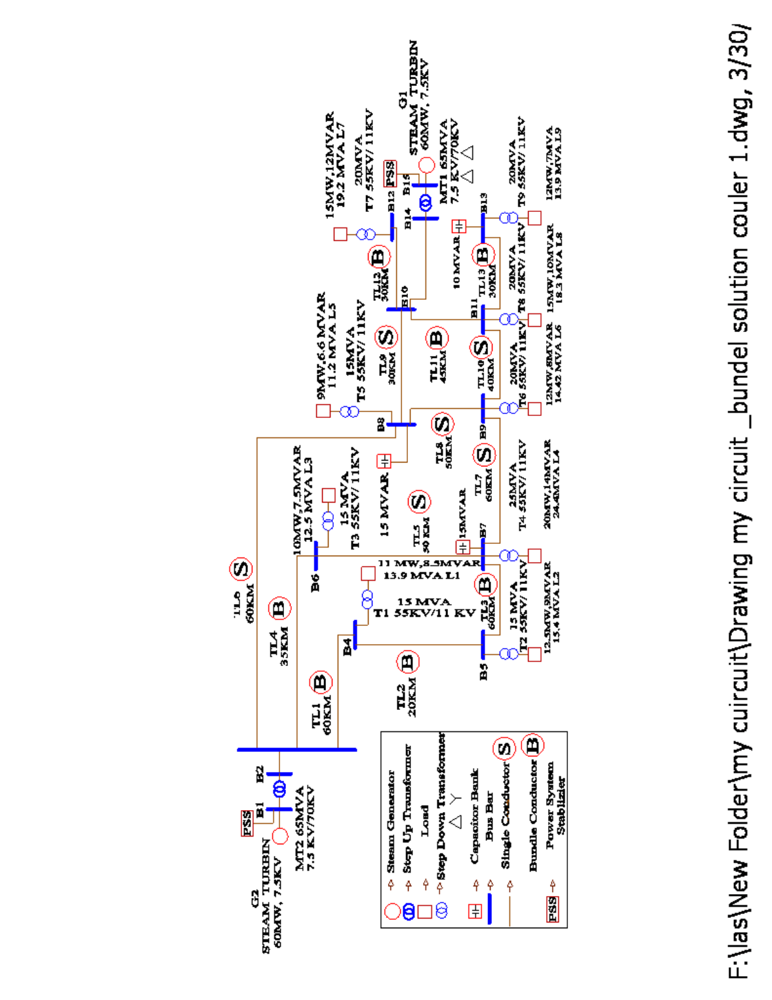 G2
STEAM TURBIN
60MW, 7.5KV
PSS
B1
B2
MT2 65MVA
7.5 KV/70KV
TL6
60KM
S
TL4
35KM
B
TL1
60KM
B
TL2
20KM
B
B4
B5
B6
10MW,7.5MVAR
12.5 MVA L3
15 MVA
T3 55KV/ 11KV
11 MW,8.5MVAR
13.9 MVA L1
15 MVA
T1 55KV/11 KV
TL3
60KM
B
15 MVA
T2 55KV/ 11KV
12.5MW,9MVAR
15.4 MVA L2
15 MVAR
TL5
50 KM
S
15MVAR
B7
TL7
60KM
S
25MVA
T4 55KV/ 11KV
20MW,14MVAR
24.4MVA L4
9MW,6.6 MVAR
11.2 MVA L5
15MVA
T5 55KV/ 11KV
B8
TL8
50KM
S
B9
TL9
30KM
S
TL11
45KM
B
TL10
40KM
S
20MVA
T6 55KV/ 11KV
12MW,8MVAR
14.42 MVA L6
15MW,12MVAR
19.2 MVA L7
20MVA
T7 55KV/ 11KV
TL12
30KM
B
B10
B11
B12
PSS
B15
B14
G1
STEAM TURBIN
60MW, 7.5KV
MT1 65MVA
7.5 KV/70KV
10 MVAR
TL13
30KM
B
B13
20MVA
T8 55KV/ 11KV
15MW,10MVAR
18.3 MVA L8
20MVA
T9 55KV/ 11KV
12MW,7MVA
13.9 MVA L9
Steam Generator
Step Up Transformer
Load
Step Down Transformer
Capacitor Bank
Bus Bar
Single Conductor
S
Bundle Conductor
B
PSS
Power System
Stablizier
F:\las\New Folder\my cuircuit\Drawing my circuit _bundel solution couler 1.dwg, 3/30/